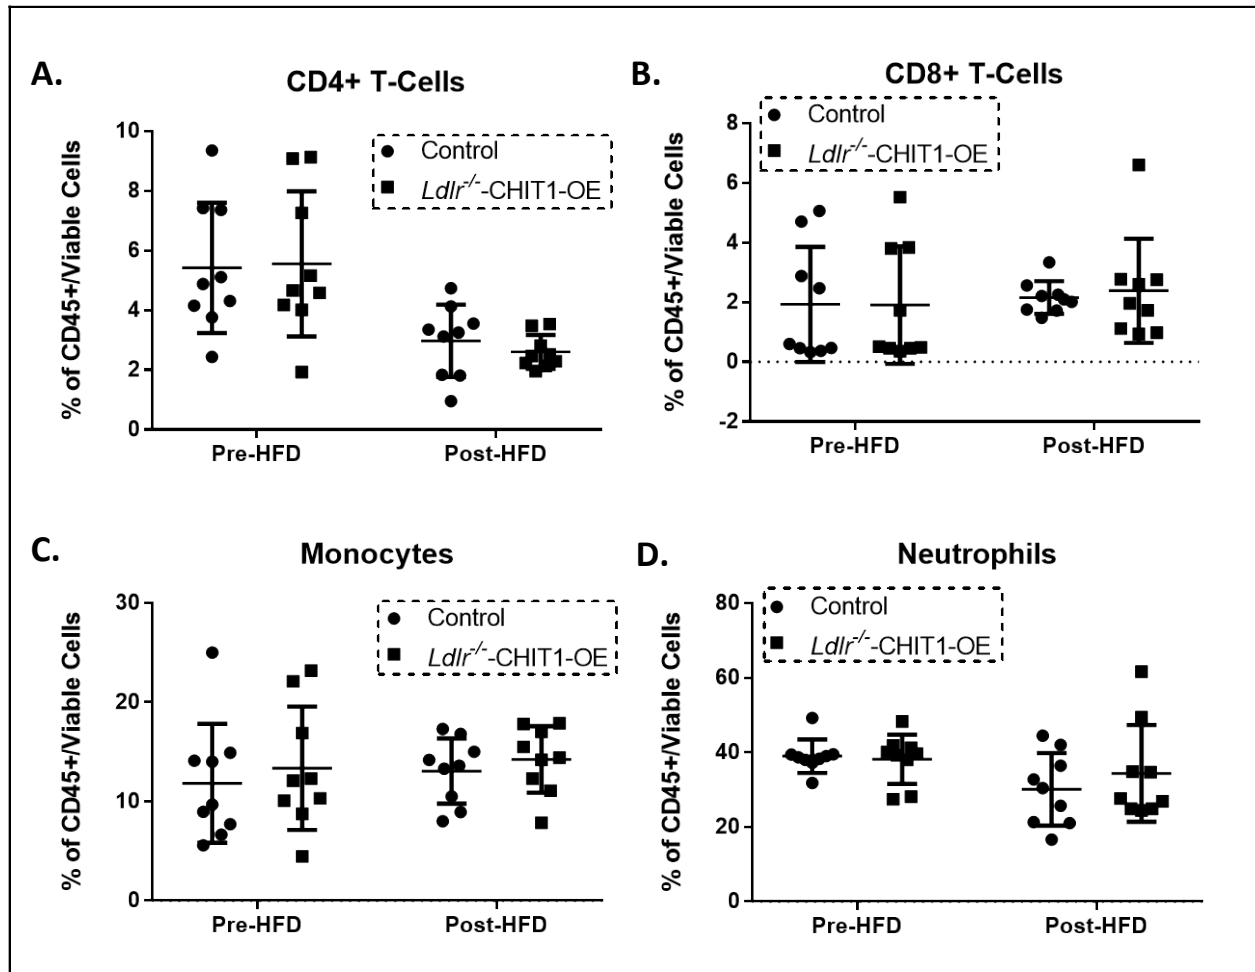 A.
CD4+ T-Cells
% of CD45+/Viable Cells
10
8
6
4
2
0
Control
Ldlr-/--CHIT1-OE
Pre-HFD
Post-HFD
B.
CD8+ T-Cells
% of CD45+/Viable Cells
8
6
4
2
0
-2
Control
Ldlr-/--CHIT1-OE
Pre-HFD
Post-HFD
C.
Monocytes
% of CD45+/Viable Cells
30
20
10
0
Control
Ldlr-/--CHIT1-OE
Pre-HFD
Post-HFD
D.
Neutrophils
% of CD45+/Viable Cells
80
60
40
20
0
Control
Ldlr-/--CHIT1-OE
Pre-HFD
Post-HFD